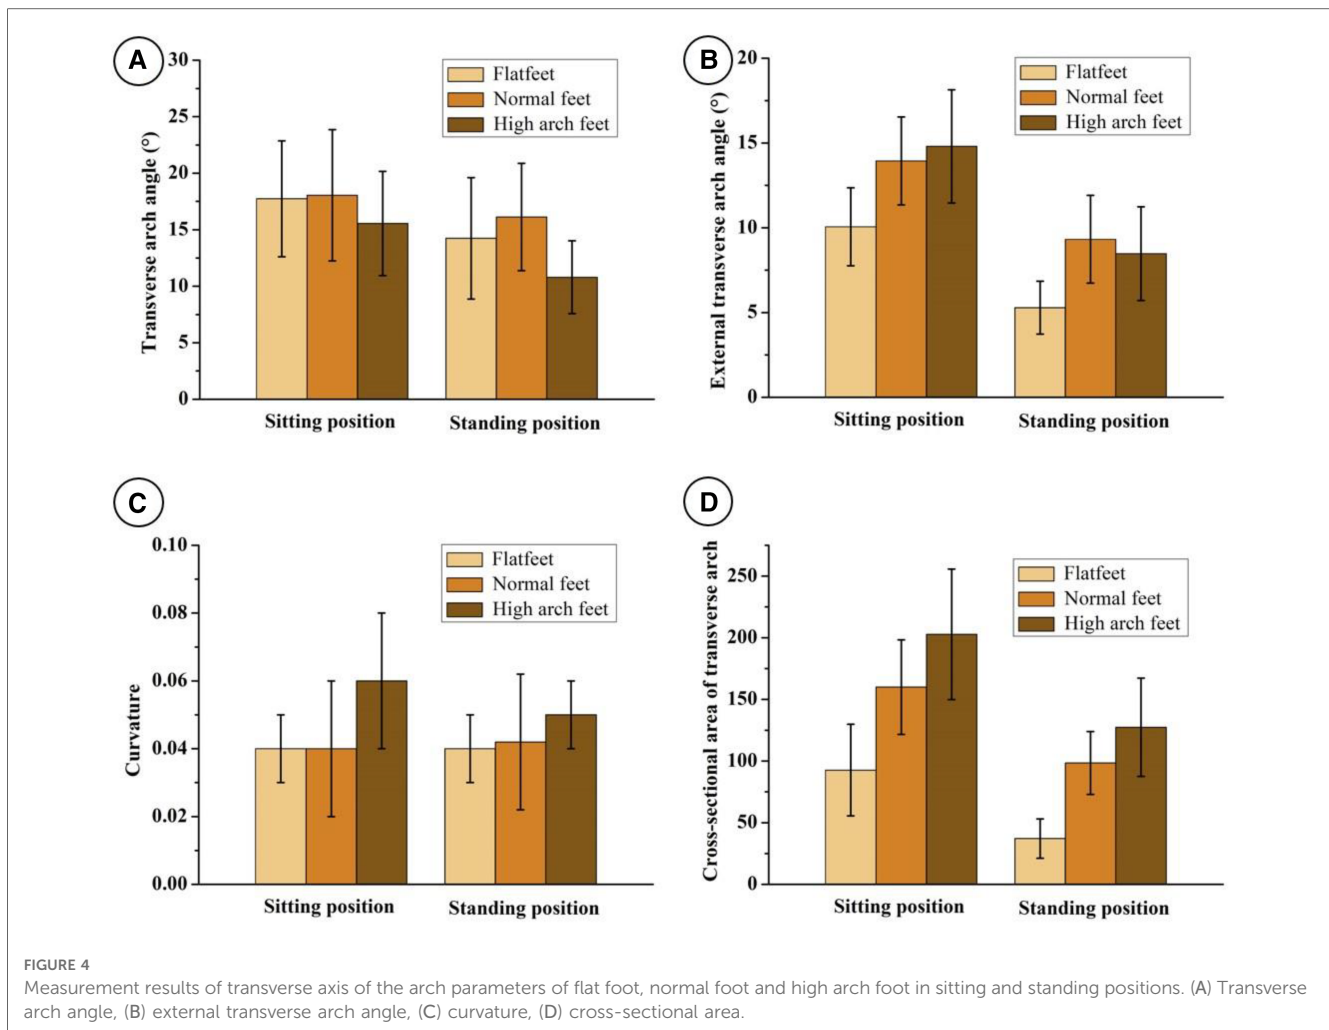 A
Transverse arch angle (°)
30
25
20
15
10
5
0
Flatfeet
Normal feet
High arch feet
Sitting position
Standing position
B
External transverse arch angle (°)
20
15
10
5
0
Flatfeet
Normal feet
High arch feet
Sitting position
Standing position
C
Curvature
0.10
0.08
0.06
0.04
0.02
0.00
Flatfeet
Normal feet
High arch feet
Sitting position
Standing position
D
Cross-sectional area of transverse arch
250
200
150
100
50
0
Flatfeet
Normal feet
High arch feet
Sitting position
Standing position
FIGURE 4
Measurement results of transverse axis of the arch parameters of flat foot, normal foot and high arch foot in sitting and standing positions. (A) Transverse
arch angle, (B) external transverse arch angle, (C) curvature, (D) cross-sectional area.